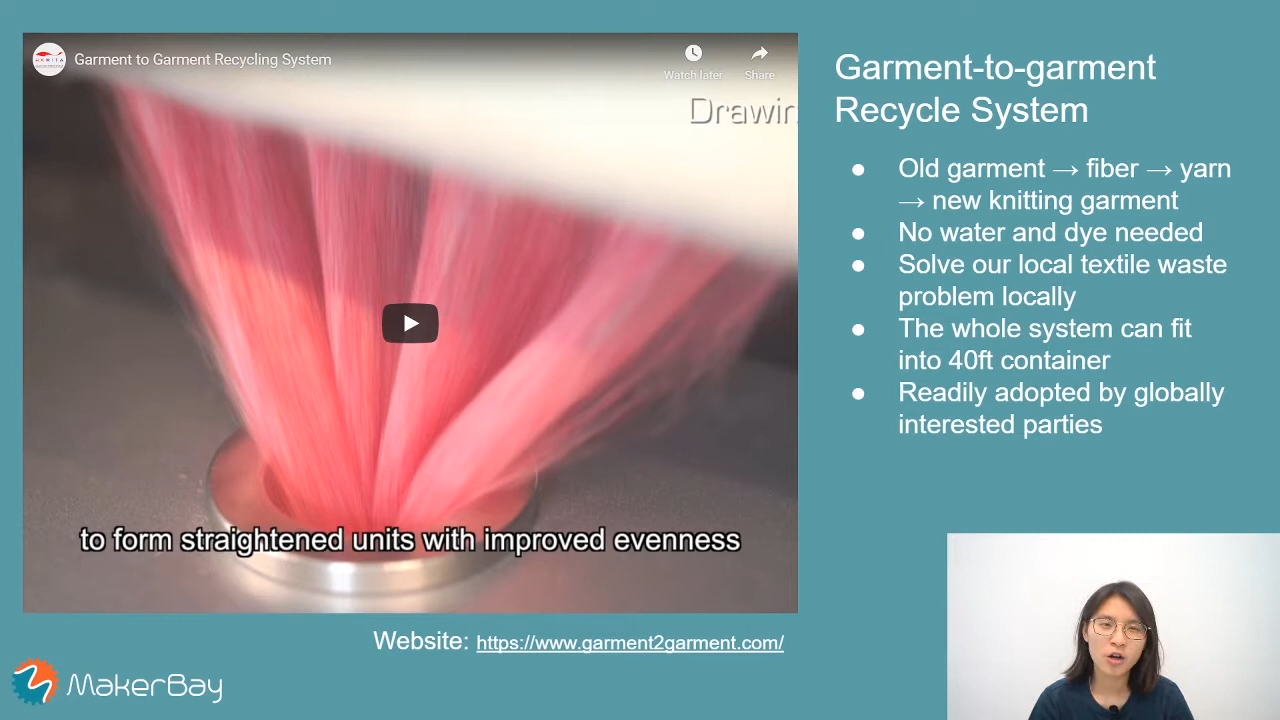 Garment to Garment Recycling System
Watch later
Share
Drawin
to form straightened units with improved evenness
Garment-to-garment
Recycle System
● Old garment → fiber → yarn
→ new knitting garment
● No water and dye needed
● Solve our local textile waste
problem locally
● The whole system can fit
into 40ft container
● Readily adopted by globally
interested parties
Website: https://www.garment2garment.com/
MakerBay